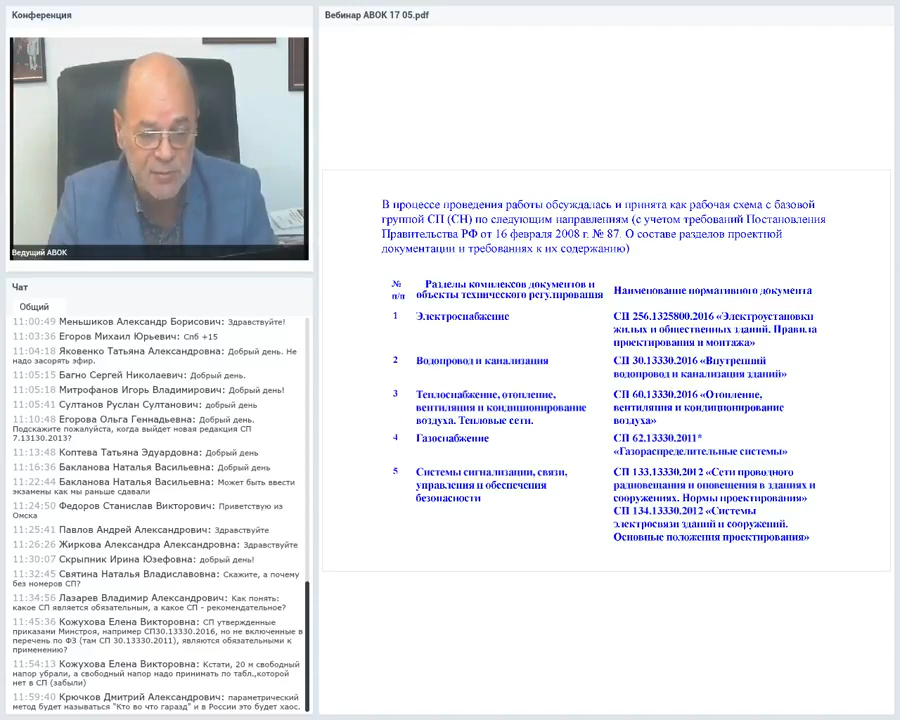 Конференция
Ведущий АВОК
Чат
Общий
11:00:49 Меньшиков Александр Борисович: Здравствуйте!
11:03:36 Егоров Михаил Юрьевич: Спб +15
11:04:18 Яковенко Татьяна Александровна: Добрый день. Не
надо засорять эфир.
11:05:15 Багно Сергей Николаевич: Добрый день.
11:05:18 Митрофанов Игорь Владимирович: Добрый день!
11:05:41 Султанов Руслан Султанович: добрый день
11:10:48 Егорова Ольга Геннадьевна: Добрый день.
Подскажите пожалуйста, когда выйдет новая редакция СП
7.13130.2013?
11:13:48 Коптева Татьяна Эдуардовна: Добрый день
11:16:36 Бакланова Наталья Васильевна: Добрый день
11:22:44 Бакланова Наталья Васильевна: Может быть ввести
экзамены как мы раньше сдавали
11:24:50 Федоров Станислав Викторович: Приветствую из
Омска
11:25:41 Павлов Андрей Александрович: Здравствуйте
11:26:26 Жиркова Александра Александровна: Здравствуйте
11:30:07 Скрыпник Ирина Юзефовна: добрый день!
11:32:45 Святина Наталья Владиславовна: Скажите, а почему
без номеров СП?
11:34:56 Лазарев Владимир Александрович: Как понять:
какое СП является обязательным, а какое СП - рекомендательное?
11:45:36 Кожухова Елена Викторовна: СП утвержденные
приказами Минстроя, например СП30.13330.2016, но не включенные в
перечень по ФЗ (там СП 30.13330.2011), являются обязательными к
применению?
11:54:13 Кожухова Елена Викторовна: Кстати, 20 м свободный
напор убрали, а свободный напор надо принимать по табл.,которой
нет в СП (забыли)
11:59:40 Крючков Дмитрий Александрович: параметрический
метод будет называться "Кто во что гаразд" и в России это будет хаос.
Вебинар АВОК 17 05.pdf
В процессе проведения работы обсуждалась и принята как рабочая схема с базовой
группой СП (СН) по следующим направлениям (с учетом требований Постановления
Правительства РФ от 16 февраля 2008 г. № 87. О составе разделов проектной
документации и требованиях к их содержанию)
№
п/п
Разделы комплексов документов и
объекты технического регулирования
Наименование нормативного документа
1 Электроснабжение
СП 256.1325800.2016 «Электроустановки
жилых и общественных зданий. Правила
проектирования и монтажа»
2 Водопровод и канализация
СП 30.13330.2016 «Внутренний
водопровод и канализация зданий»
3 Теплоснабжение, отопление,
вентиляция и кондиционирование
воздуха. Тепловые сети.
СП 60.13330.2016 «Отопление,
вентиляция и кондиционирование
воздуха»
4 Газоснабжение
СП 62.13330.2011*
«Газораспределительные системы»
5 Системы сигнализации, связи,
управления и обеспечения
безопасности
СП 133.13330.2012 «Сети проводного
радиовещания и оповещения в зданиях и
сооружениях. Нормы проектирования»
СП 134.13330.2012 «Системы
электросвязи зданий и сооружений.
Основные положения проектирования»